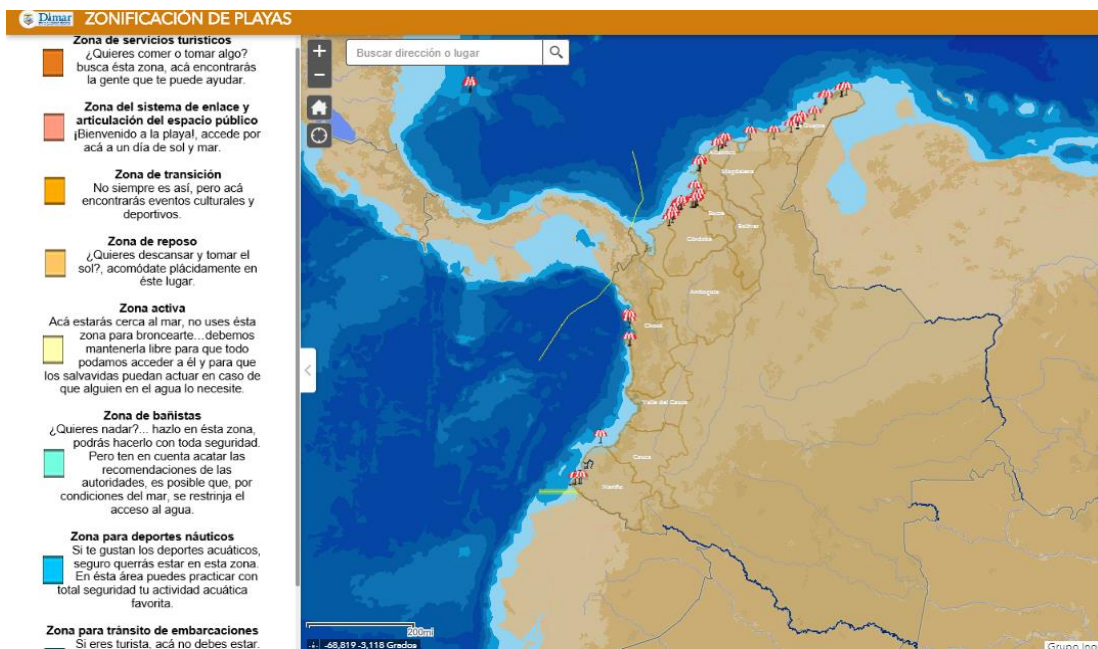 Dimar
ZONIFICACIÓN DE PLAYAS
Zona de servicios turísticos
¿Quieres comer o tomar algo?
busca ésta zona, acá encontrarás
la gente que te puede ayudar.
Zona del sistema de enlace y
articulación del espacio público
¡Bienvenido a la playa!, accede por
acá a un día de sol y mar.
Zona de transición
No siempre es así, pero acá
encontrarás eventos culturales y
deportivos.
Zona de reposo
¿Quieres descansar y tomar el
sol?, acomódate plácidamente en
éste lugar.
Zona activa
Acá estarás cerca al mar, no uses ésta
zona para broncearte...debemos
mantenerla libre para que todo
podamos acceder a él y para que
los salvavidas puedan actuar en caso de
que alguien en el agua lo necesite.
Zona de bañistas
¿Quieres nadar?... hazlo en ésta zona,
podrás hacerlo con toda seguridad.
Pero ten en cuenta acatar las
recomendaciones de las
autoridades, es posible que, por
condiciones del mar, se restrinja el
acceso al agua.
Zona para deportes náuticos
Si te gustan los deportes acuáticos,
seguro querrás estar en esta zona.
En ésta área puedes practicar con
total seguridad tu actividad acuática
favorita.
Zona para tránsito de embarcaciones
Si eres turista, acá no debes estar.
+
−
Buscar dirección o lugar
Magdalena
Sucre
Bolívar
Córdoba
Antioquia
Chocó
Valle del Cauca
Cauca
Nariño
200mi
-68,819 -3,118 Grados